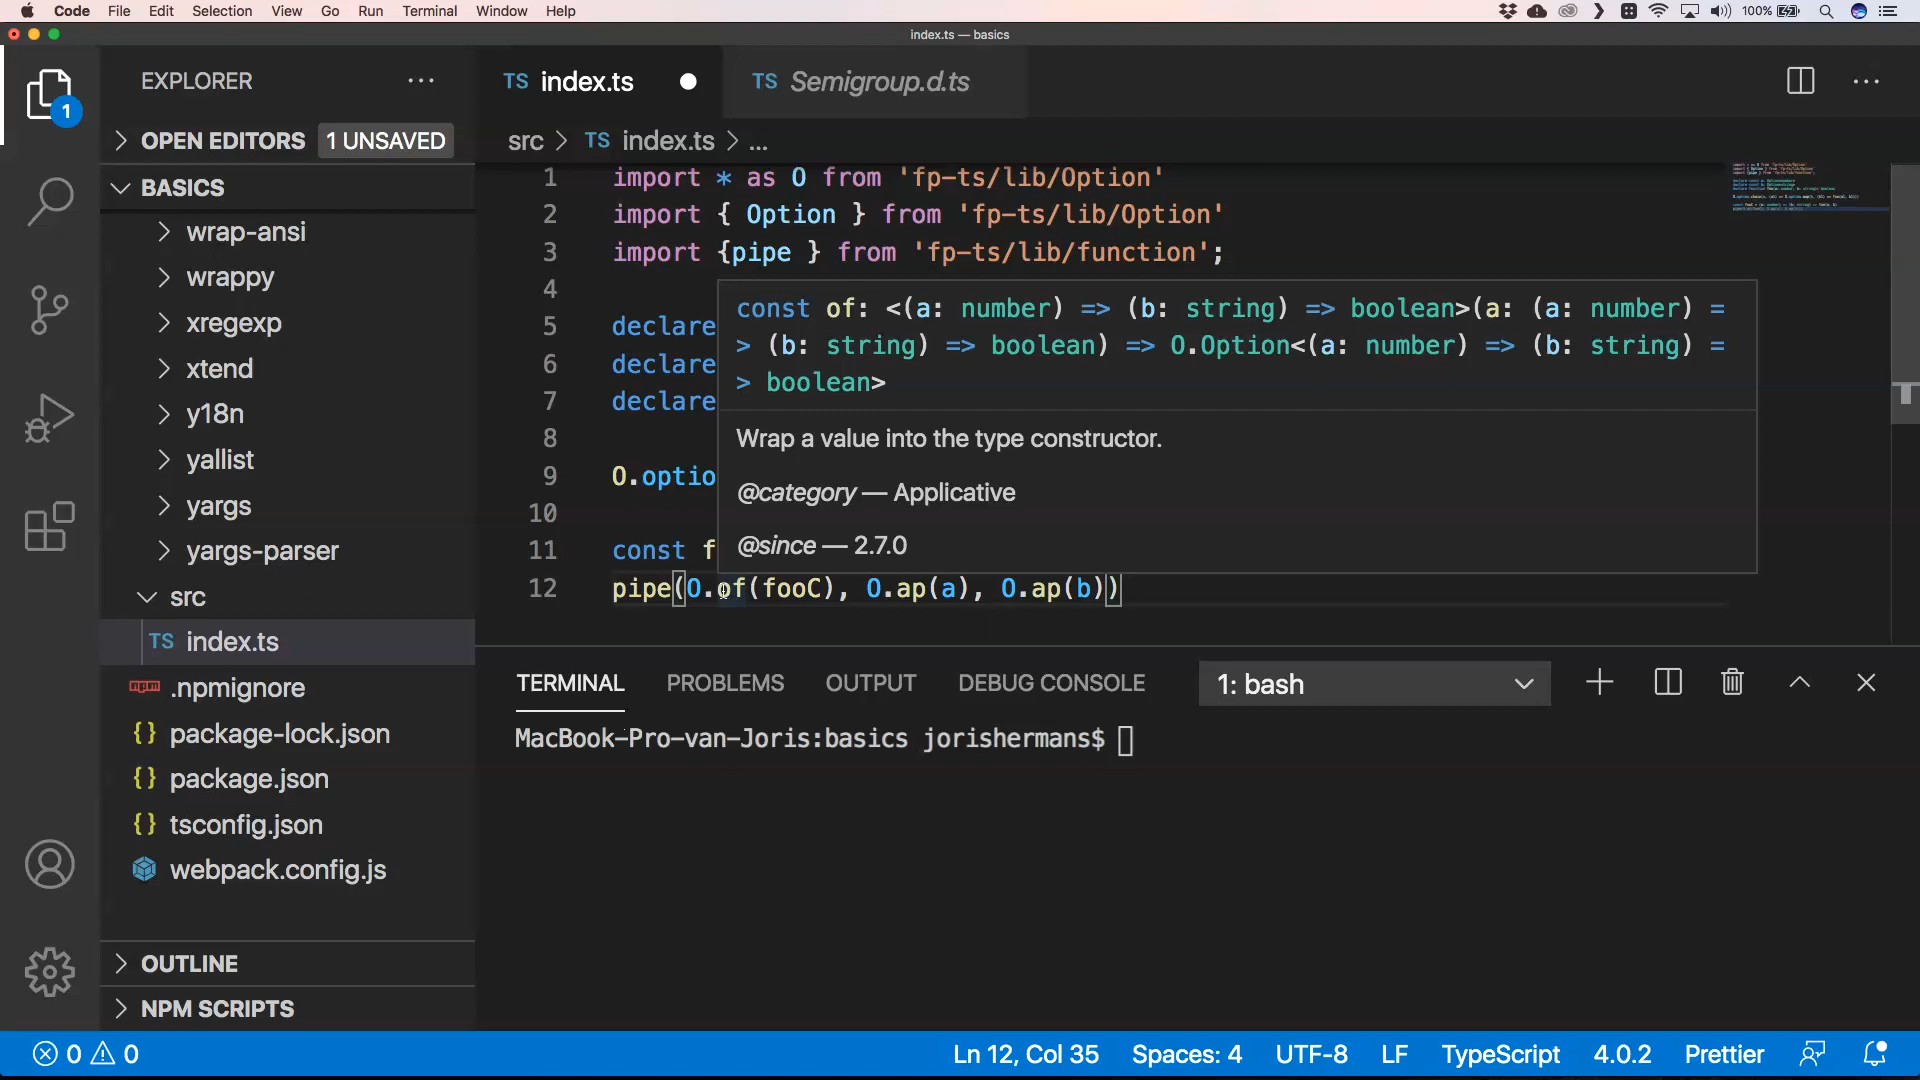 Code File Edit Selection View Go Run Terminal Window Help 100%
index.ts — basics
EXPLORER
OPEN EDITORS 1 UNSAVED
BASICS
wrap-ansi
wrappy
xregexp
xtend
y18n
yallist
yargs
yargs-parser
src
TS index.ts
.npmignore
{} package-lock.json
{} package.json
{} tsconfig.json
webpack.config.js
OUTLINE
NPM SCRIPTS
1
TS index.ts
TS Semigroup.d.ts
src > TS index.ts > ...
1 import * as O from 'fp-ts/lib/Option'
2 import { Option } from 'fp-ts/lib/Option'
3 import {pipe } from 'fp-ts/lib/function';
4
5 declare
6 declare
7 declare
8
9 O.optio
10
11 const f
12 pipe(O.of(fooC), O.ap(a), O.ap(b))
const of: <(a: number) => (b: string) => boolean>(a: (a: number) =
> (b: string) => boolean) => O.Option<(a: number) => (b: string) =
> boolean>
Wrap a value into the type constructor.
@category — Applicative
@since — 2.7.0
TERMINAL PROBLEMS OUTPUT DEBUG CONSOLE 1: bash
MacBook-Pro-van-Joris:basics jorishermans$
0 0 Ln 12, Col 35 Spaces: 4 UTF-8 LF TypeScript 4.0.2 Prettier